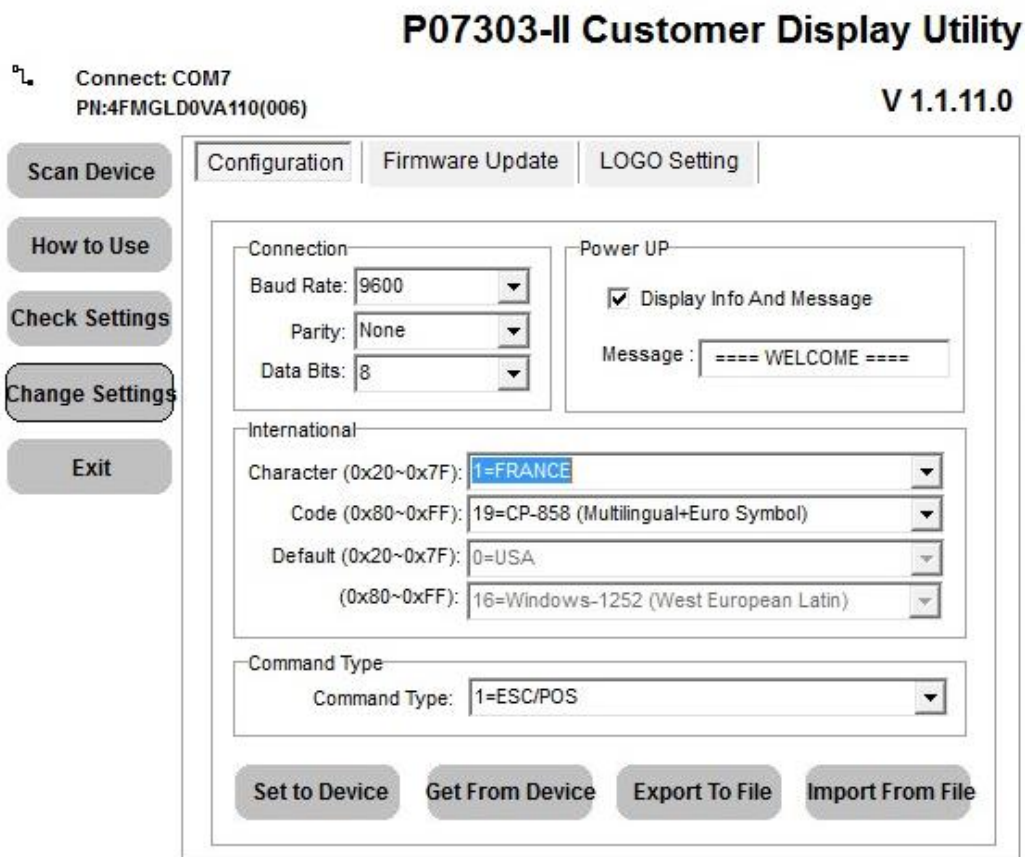 P07303-II Customer Display Utility
Connect: COM7
PN:4FMGLD0VA110(006)
V 1.1.11.0
Scan Device
How to Use
Check Settings
Change Settings
Exit
Configuration Firmware Update LOGO Setting
Connection
Baud Rate: 9600
Parity: None
Data Bits: 8
Power UP
Display Info And Message
Message : ==== WELCOME ====
International
Character (0x20~0x7F): 1=FRANCE
Code (0x80~0xFF): 19=CP-858 (Multilingual+Euro Symbol)
Default (0x20~0x7F): 0=USA
(0x80~0xFF): 16=Windows-1252 (West European Latin)
Command Type
Command Type: 1=ESC/POS
Set to Device Get From Device Export To File Import From File